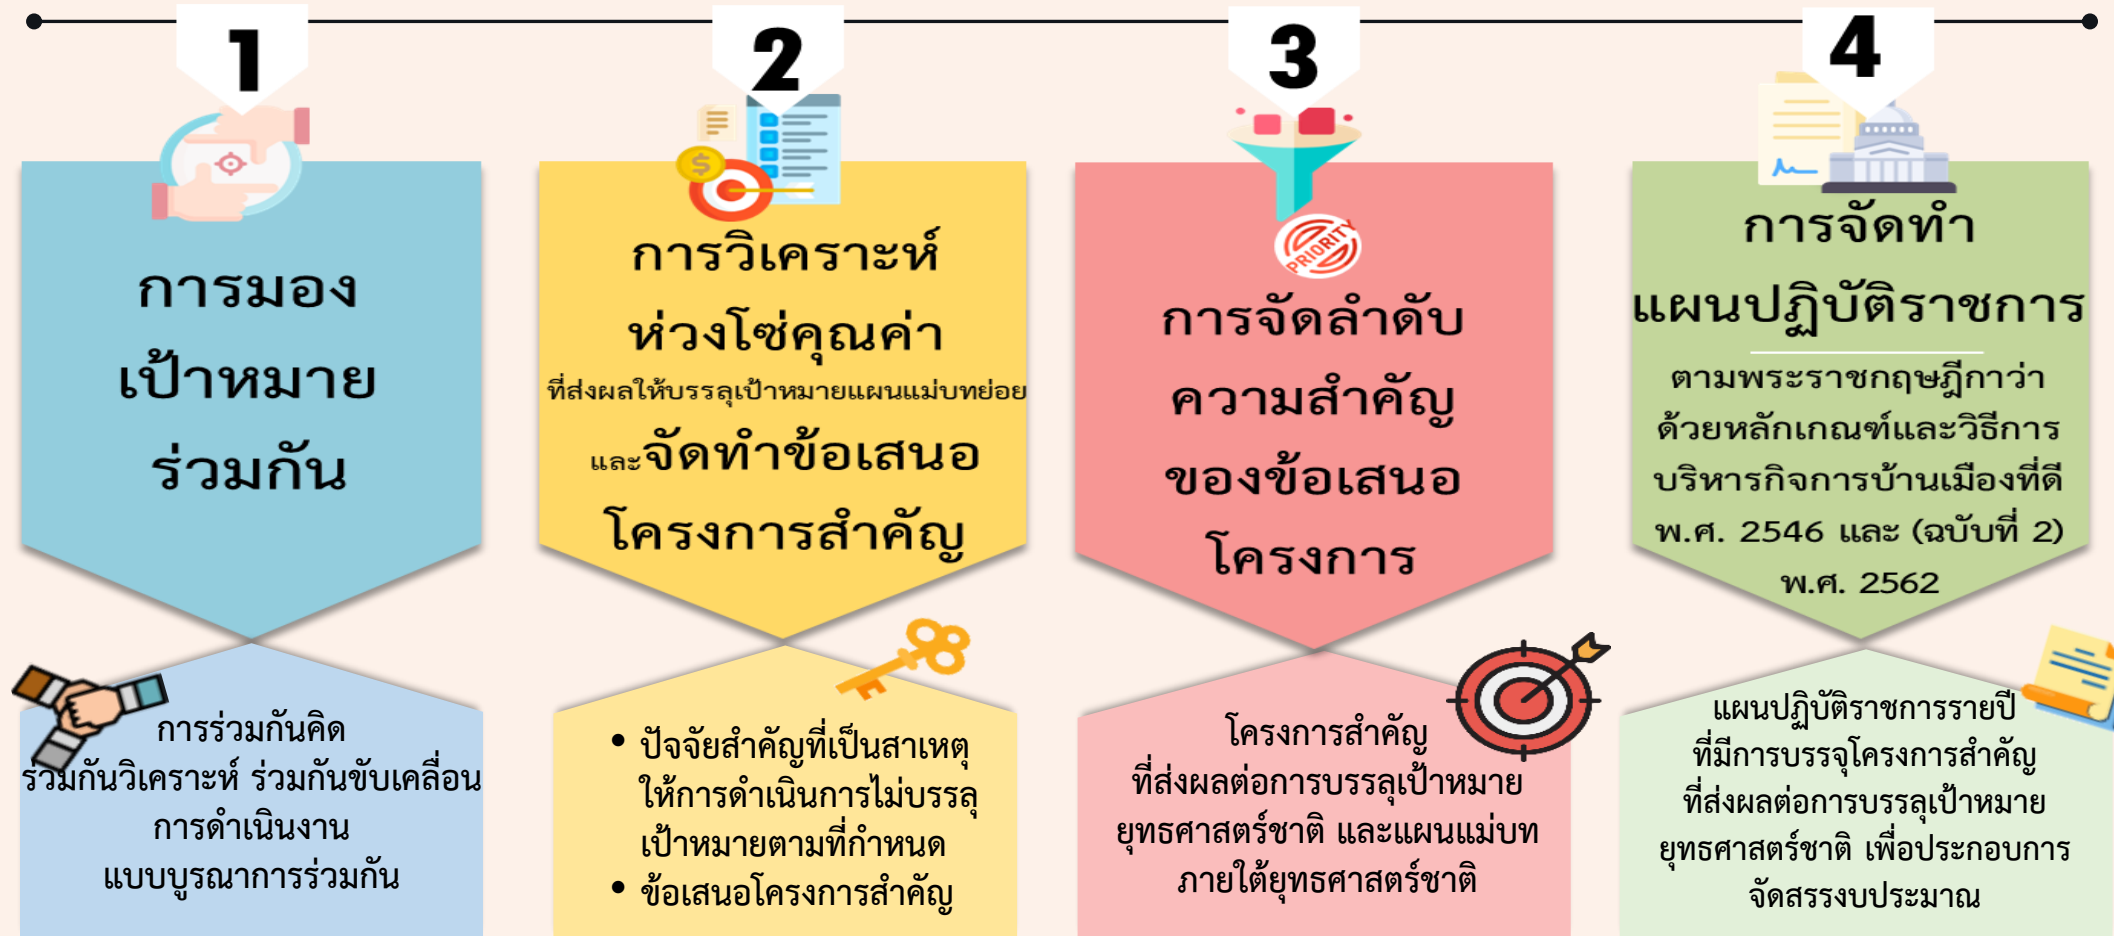 1
การมอง
เป้าหมาย
ร่วมกัน
การร่วมกันคิด
ร่วมกันวิเคราะห์ ร่วมกันขับเคลื่อน
การดำเนินงาน
แบบบูรณาการร่วมกัน
2
การวิเคราะห์
ห่วงโซ่คุณค่า
ที่ส่งผลให้บรรลุเป้าหมายแผนแม่บทย่อย
และจัดทำข้อเสนอ
โครงการสำคัญ
• ปัจจัยสำคัญที่เป็นสาเหตุ
ให้การดำเนินการไม่บรรลุ
เป้าหมายตามที่กำหนด
• ข้อเสนอโครงการสำคัญ
3
PRIORITY
การจัดลำดับ
ความสำคัญ
ของข้อเสนอ
โครงการ
โครงการสำคัญ
ที่ส่งผลต่อการบรรลุเป้าหมาย
ยุทธศาสตร์ชาติ และแผนแม่บท
ภายใต้ยุทธศาสตร์ชาติ
4
การจัดทำ
แผนปฏิบัติราชการ
ตามพระราชกฤษฎีกาว่า
ด้วยหลักเกณฑ์และวิธีการ
บริหารกิจการบ้านเมืองที่ดี
พ.ศ. 2546 และ (ฉบับที่ 2)
พ.ศ. 2562
แผนปฏิบัติราชการรายปี
ที่มีการบรรจุโครงการสำคัญ
ที่ส่งผลต่อการบรรลุเป้าหมาย
ยุทธศาสตร์ชาติ เพื่อประกอบการ
จัดสรรงบประมาณ